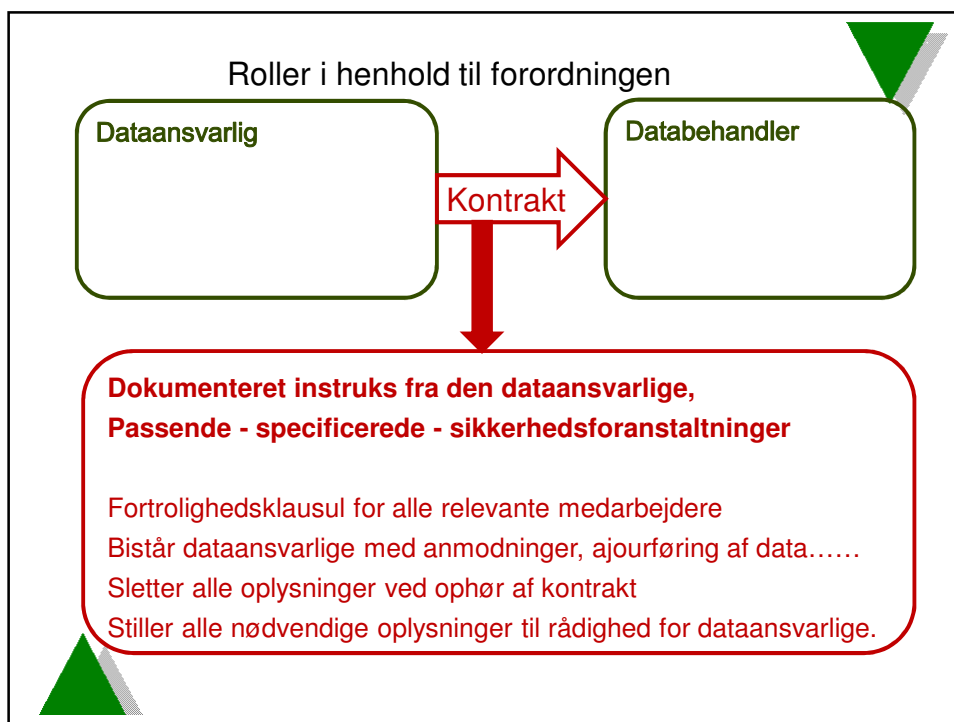 Roller i henhold til forordningen
Dataansvarlig
Databehandler
Kontrakt
Dokumenteret instruks fra den dataansvarlige,
Passende - specificerede - sikkerhedsforanstaltninger
Fortrolighedsklausul for alle relevante medarbejdere
Bistår dataansvarlige med anmodninger, ajourføring af data……
Sletter alle oplysninger ved ophør af kontrakt
Stiller alle nødvendige oplysninger til rådighed for dataansvarlige.